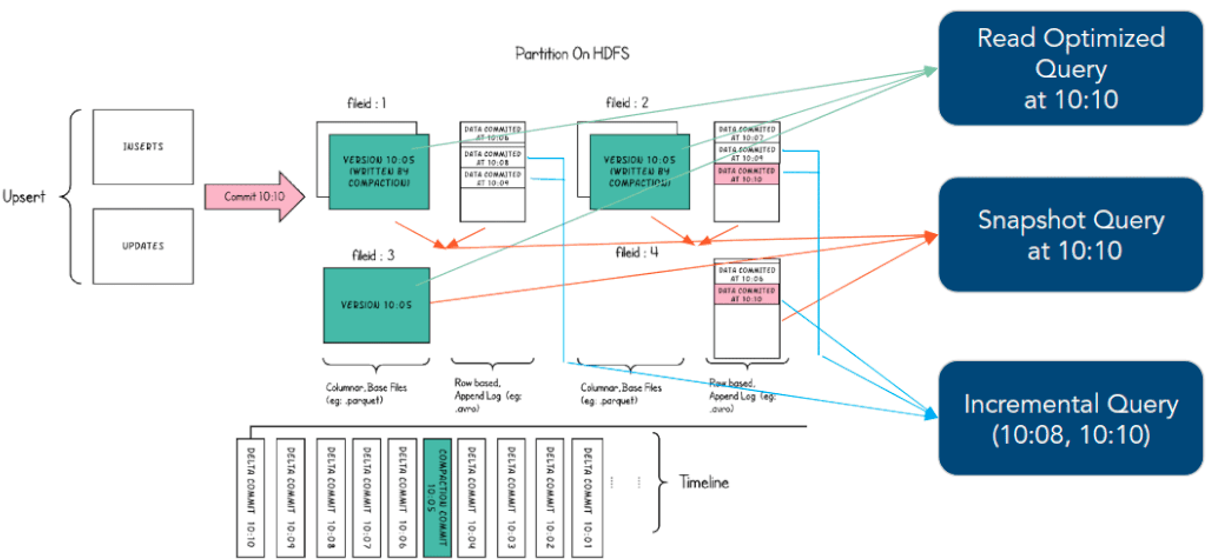 Partition On HDFS
Read Optimized
Query
at 10:10
fileid : 1
fileid : 2
Upsert
INSERTS
UPDATES
Commit 10:10
VERSION 10:05
(WRITTEN BY
COMPACTION)
DATA COMMITED
AT 10:06
DATA COMMITED
AT 10:08
DATA COMMITED
AT 10:09
VERSION 10:05
(WRITTEN BY
COMPACTION)
DATA COMMITED
AT 10:07
DATA COMMITED
AT 10:09
DATA COMMITED
AT 10:10
Snapshot Query
at 10:10
fileid : 3
fileid : 4
VERSION 10:05
DATA COMMITED
AT 10:06
DATA COMMITED
AT 10:10
Columnar, Base Files
(eg: .parquet)
Row based,
Append Log (eg:
.avro)
Columnar, Base Files
(eg: .parquet)
Row based,
Append Log (eg:
.avro)
Incremental Query
(10:08, 10:10)
DELTA COMMIT 10:10
DELTA COMMIT 10:09
DELTA COMMIT 10:08
DELTA COMMIT 10:07
DELTA COMMIT 10:06
COMPACTION COMMIT
10:05
DELTA COMMIT 10:04
DELTA COMMIT 10:03
DELTA COMMIT 10:02
DELTA COMMIT 10:01
Timeline